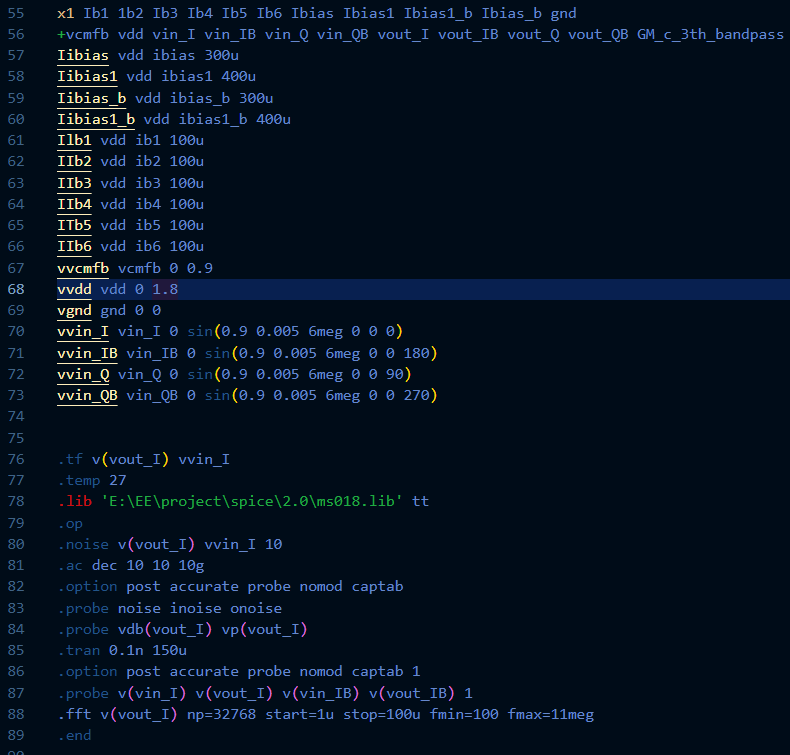 55 x1 Ib1 1b2 Ib3 Ib4 Ib5 Ib6 Ibias Ibias1 Ibias1_b Ibias_b gnd
56 +vcmfb vdd vin_I vin_IB vin_Q vin_QB vout_I vout_IB vout_Q vout_QB GM_c_3th_bandpass
57 Iibias vdd ibias 300u
58 Iibias1 vdd ibias1 400u
59 Iibias_b vdd ibias_b 300u
60 Iibias1_b vdd ibias1_b 400u
61 Ilb1 vdd ib1 100u
62 IIb2 vdd ib2 100u
63 IIb3 vdd ib3 100u
64 IIb4 vdd ib4 100u
65 ITb5 vdd ib5 100u
66 IIb6 vdd ib6 100u
67 vvcmfb vcmfb 0 0.9
68 vvdd vdd 0 1.8
69 vgnd gnd 0 0
70 vvin_I vin_I 0 sin(0.9 0.005 6meg 0 0 0)
71 vvin_IB vin_IB 0 sin(0.9 0.005 6meg 0 0 180)
72 vvin_Q vin_Q 0 sin(0.9 0.005 6meg 0 0 90)
73 vvin_QB vin_QB 0 sin(0.9 0.005 6meg 0 0 270)
74
75
76 .tf v(vout_I) vvin_I
77 .temp 27
78 .lib 'E:\EE\project\spice\2.0\ms018.lib' tt
79 .op
80 .noise v(vout_I) vvin_I 10
81 .ac dec 10 10 10g
82 .option post accurate probe nomod captab
83 .probe noise inoise onoise
84 .probe vdb(vout_I) vp(vout_I)
85 .tran 0.1n 150u
86 .option post accurate probe nomod captab 1
87 .probe v(vin_I) v(vout_I) v(vin_IB) v(vout_IB) 1
88 .fft v(vout_I) np=32768 start=1u stop=100u fmin=100 fmax=11meg
89 .end